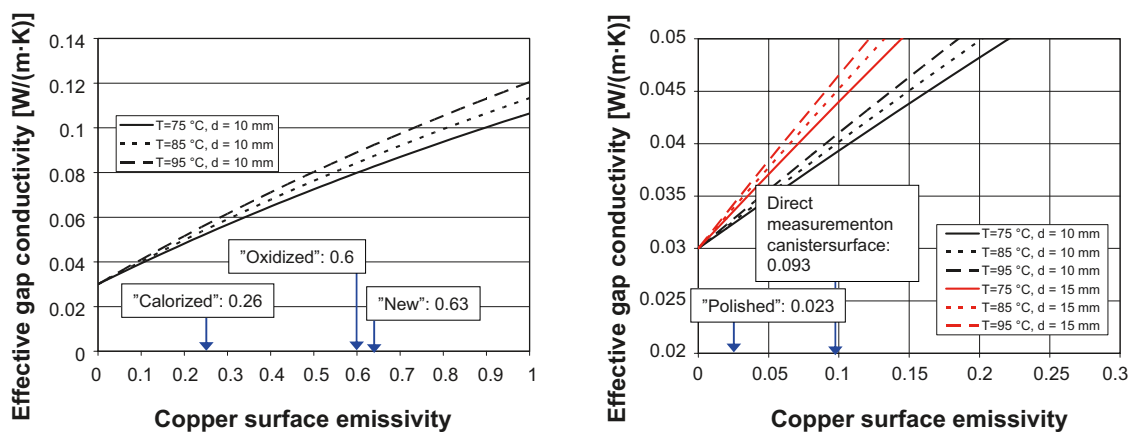 Effective gap conductivity [W/(m·K)]
0.14
0.12
0.1
0.08
0.06
0.04
0.02
0
T=75 °C, d = 10 mm
T=85 °C, d = 10 mm
T=95 °C, d = 10 mm
"Oxidized": 0.6
"Calorized": 0.26
"New": 0.63
0 0.1 0.2 0.3 0.4 0.5 0.6 0.7 0.8 0.9 1
Copper surface emissivity
Effective gap conductivity [W/(m·K)]
0.05
0.045
0.04
0.035
0.03
0.025
0.02
Direct
measurementon
canistersurface:
0.093
"Polished": 0.023
T=75 °C, d = 10 mm
T=85 °C, d = 10 mm
T=95 °C, d = 10 mm
T=75 °C, d = 15 mm
T=85 °C, d = 15 mm
T=95 °C, d = 15 mm
0 0.05 0.1 0.15 0.2 0.25 0.3
Copper surface emissivity